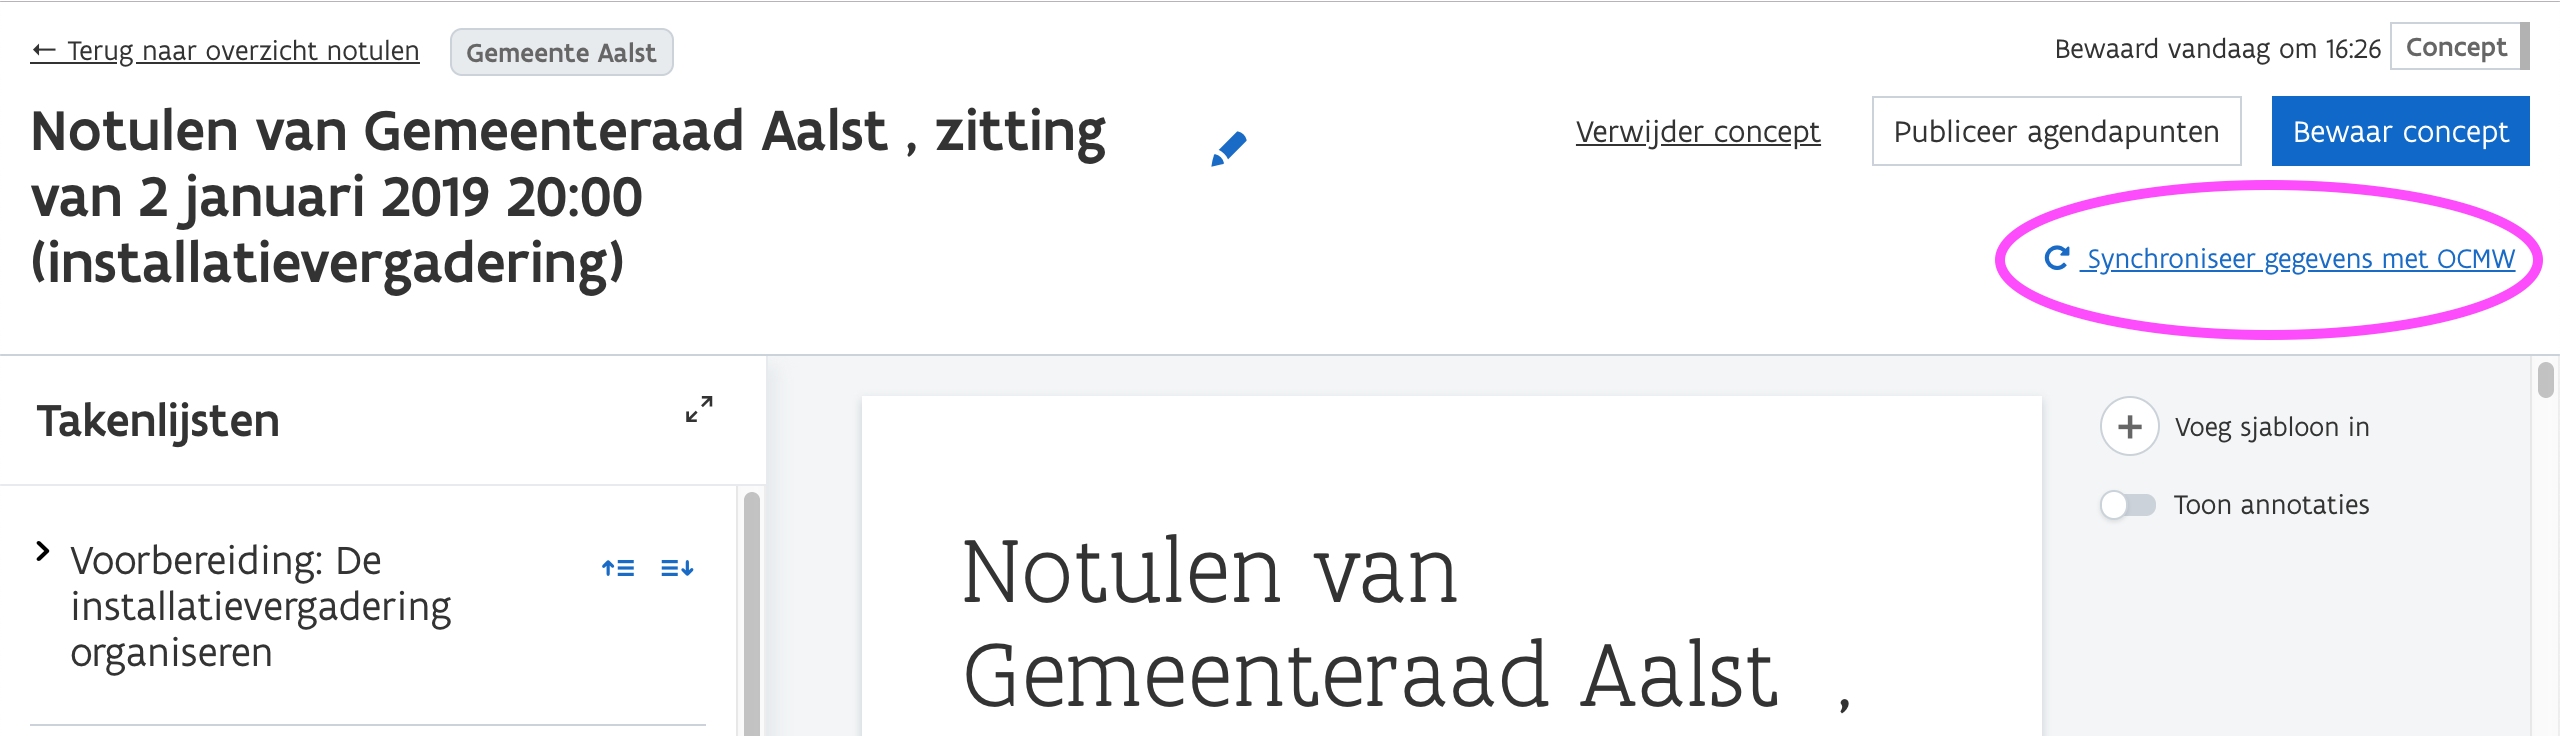 ← Terug naar overzicht notulen
Gemeente Aalst
Bewaard vandaag om 16:26
Concept
Notulen van Gemeenteraad Aalst , zitting
van 2 januari 2019 20:00
(installatievergadering)
Verwijder concept
Publiceer agendapunten
Bewaar concept
Synchroniseer gegevens met OCMW
Takenlijsten
Voorbereiding: De
installatievergadering
organiseren
Notulen van
Gemeenteraad Aalst ,
Voeg sjabloon in
Toon annotaties